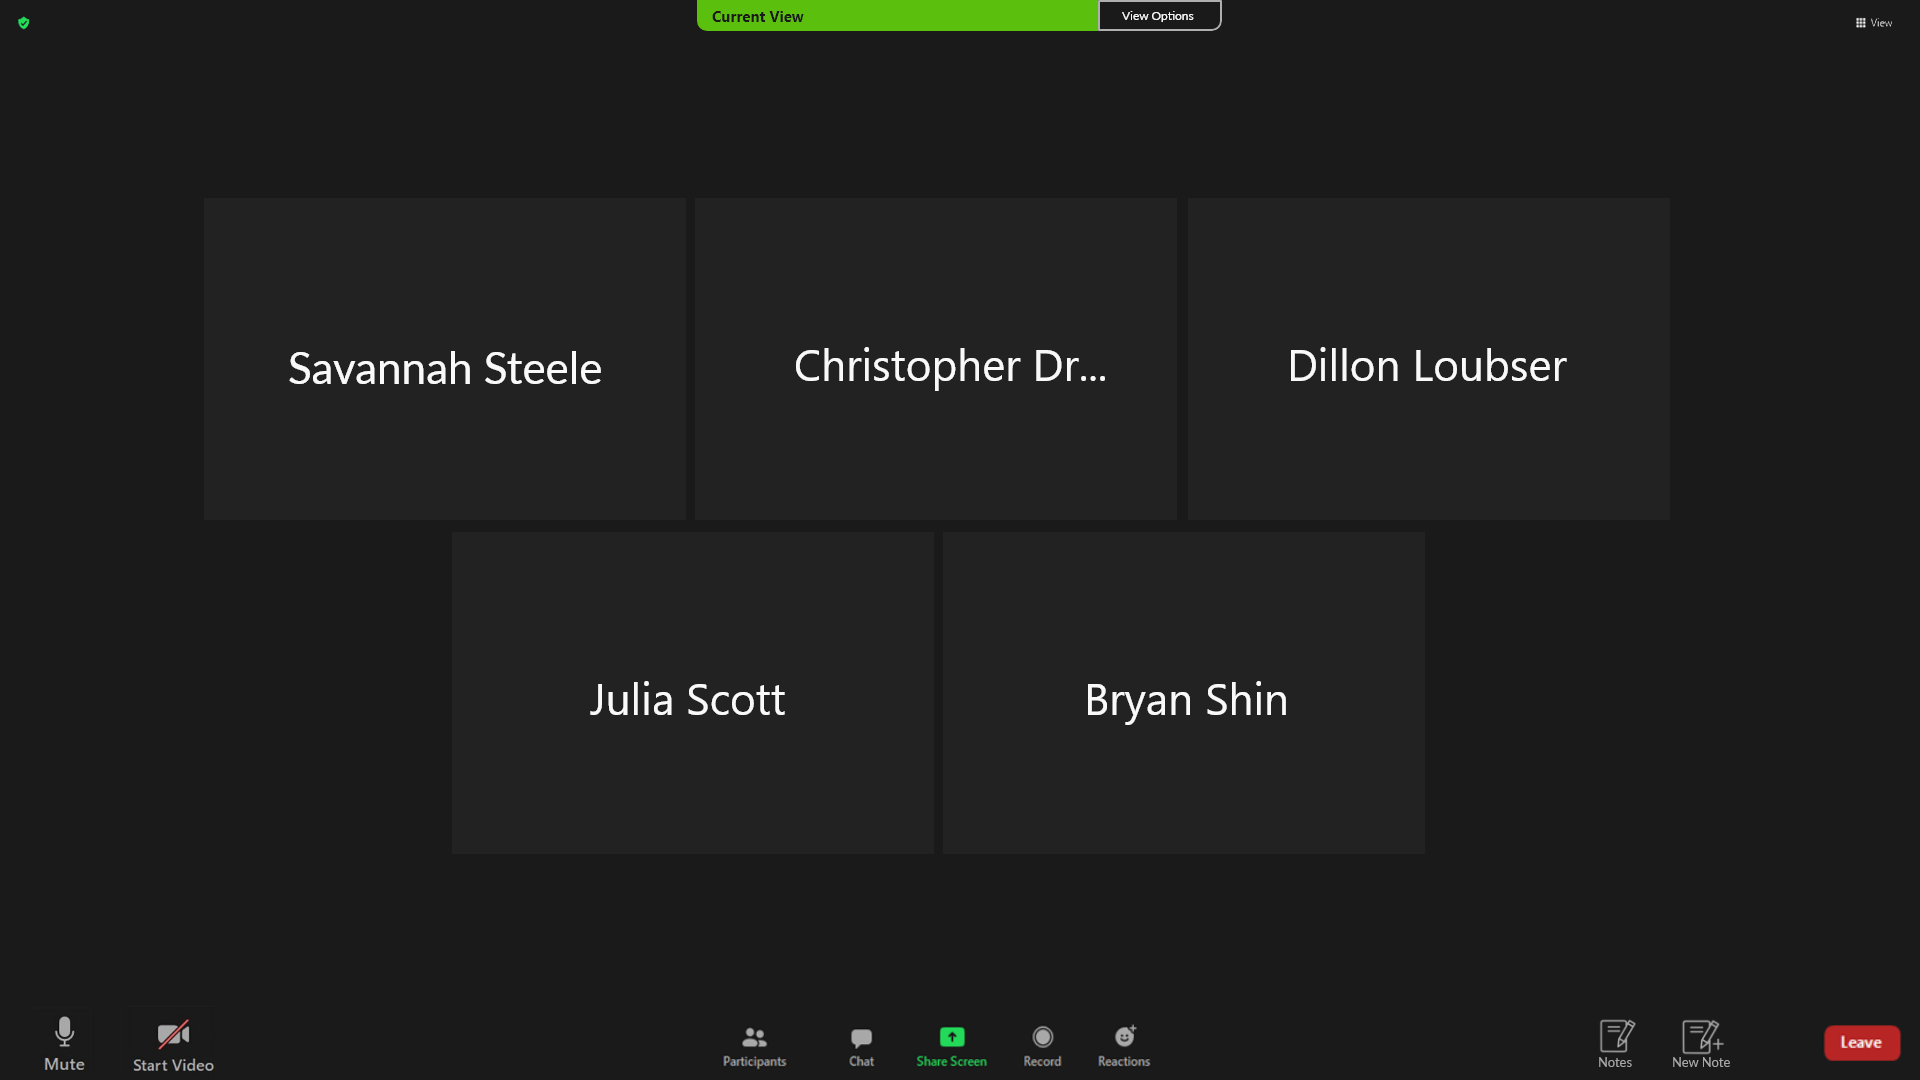 Current View
View Options
View
Savannah Steele
Christopher Dr...
Dillon Loubser
Julia Scott
Bryan Shin
Mute
Start Video
Participants
Chat
Share Screen
Record
Reactions
Notes
New Note
Leave